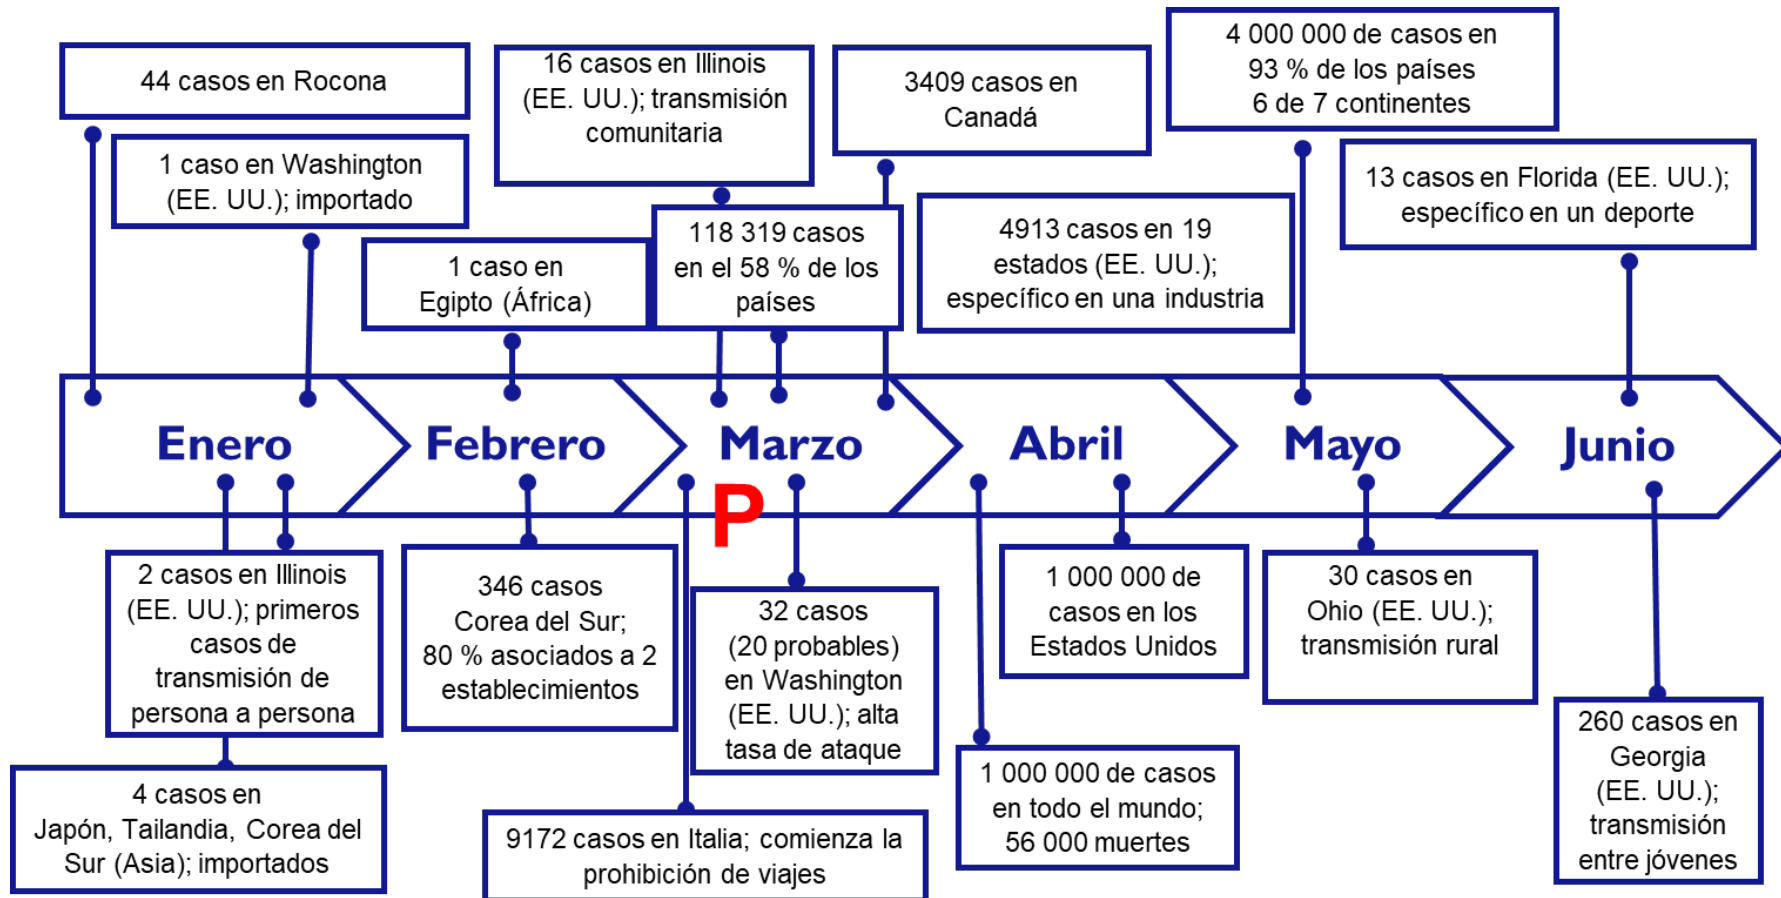 44 casos en Rocona
1 caso en Washington
(EE. UU.); importado
1 caso en
Egipto (África)
16 casos en Illinois
(EE. UU.); transmisión
comunitaria
118 319 casos
en el 58 % de los
países
3409 casos en
Canadá
4913 casos en 19
estados (EE. UU.);
específico en una industria
4 000 000 de casos en
93 % de los países
6 de 7 continentes
13 casos en Florida (EE. UU.);
específico en un deporte
Enero
Febrero
Marzo
Abril
Mayo
Junio
P
2 casos en Illinois
(EE. UU.); primeros
casos de
transmisión de
persona a persona
4 casos en
Japón, Tailandia, Corea del
Sur (Asia); importados
346 casos
Corea del Sur;
80 % asociados a 2
establecimientos
9172 casos en Italia; comienza la
prohibición de viajes
32 casos
(20 probables)
en Washington
(EE. UU.); alta
tasa de ataque
1 000 000 de casos
en todo el mundo;
56 000 muertes
1 000 000 de
casos en los
Estados Unidos
30 casos en
Ohio (EE. UU.);
transmisión rural
260 casos en
Georgia
(EE. UU.);
transmisión
entre jóvenes